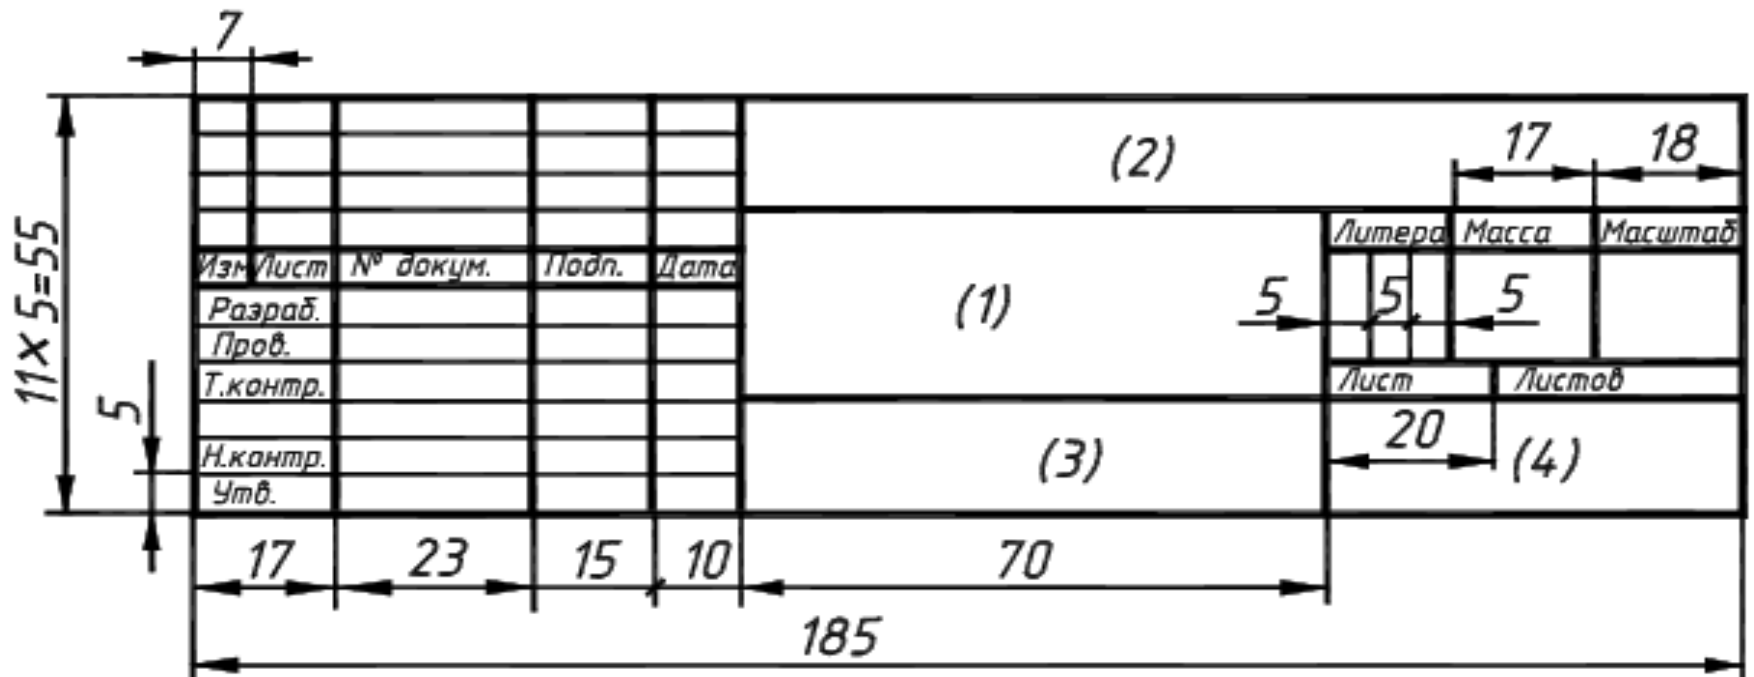 7
(2)
17
18
11×5=55
Литера
Масса
Масштаб
Изм
Лист
№ докум.
Подп.
Дата
5
5
5
(1)
Разраб.
Пров.
Т.контр.
Лист
Листов
5
20
(3)
(4)
Н.контр.
Утв.
17
23
15
10
70
185